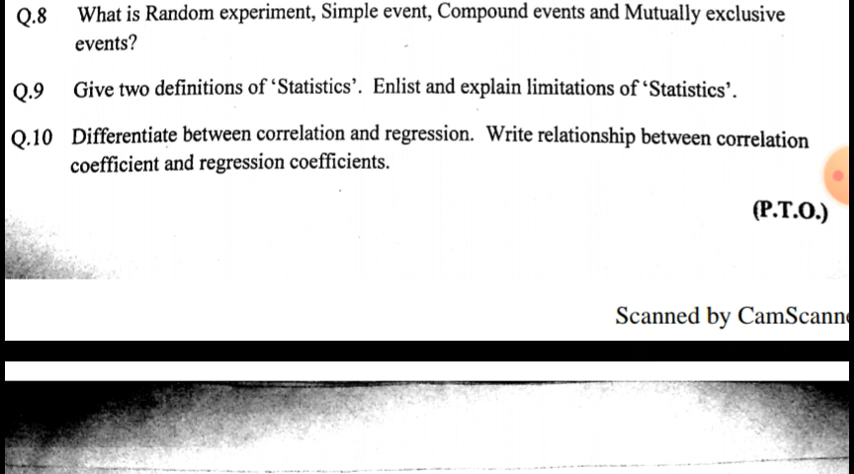 Q.8 What is Random experiment, Simple event, Compound events and Mutually exclusive
events?
Q.9 Give two definitions of ‘Statistics’. Enlist and explain limitations of ‘Statistics’.
Q.10 Differentiate between correlation and regression. Write relationship between correlation
coefficient and regression coefficients.
(P.T.O.)
Scanned by CamScann